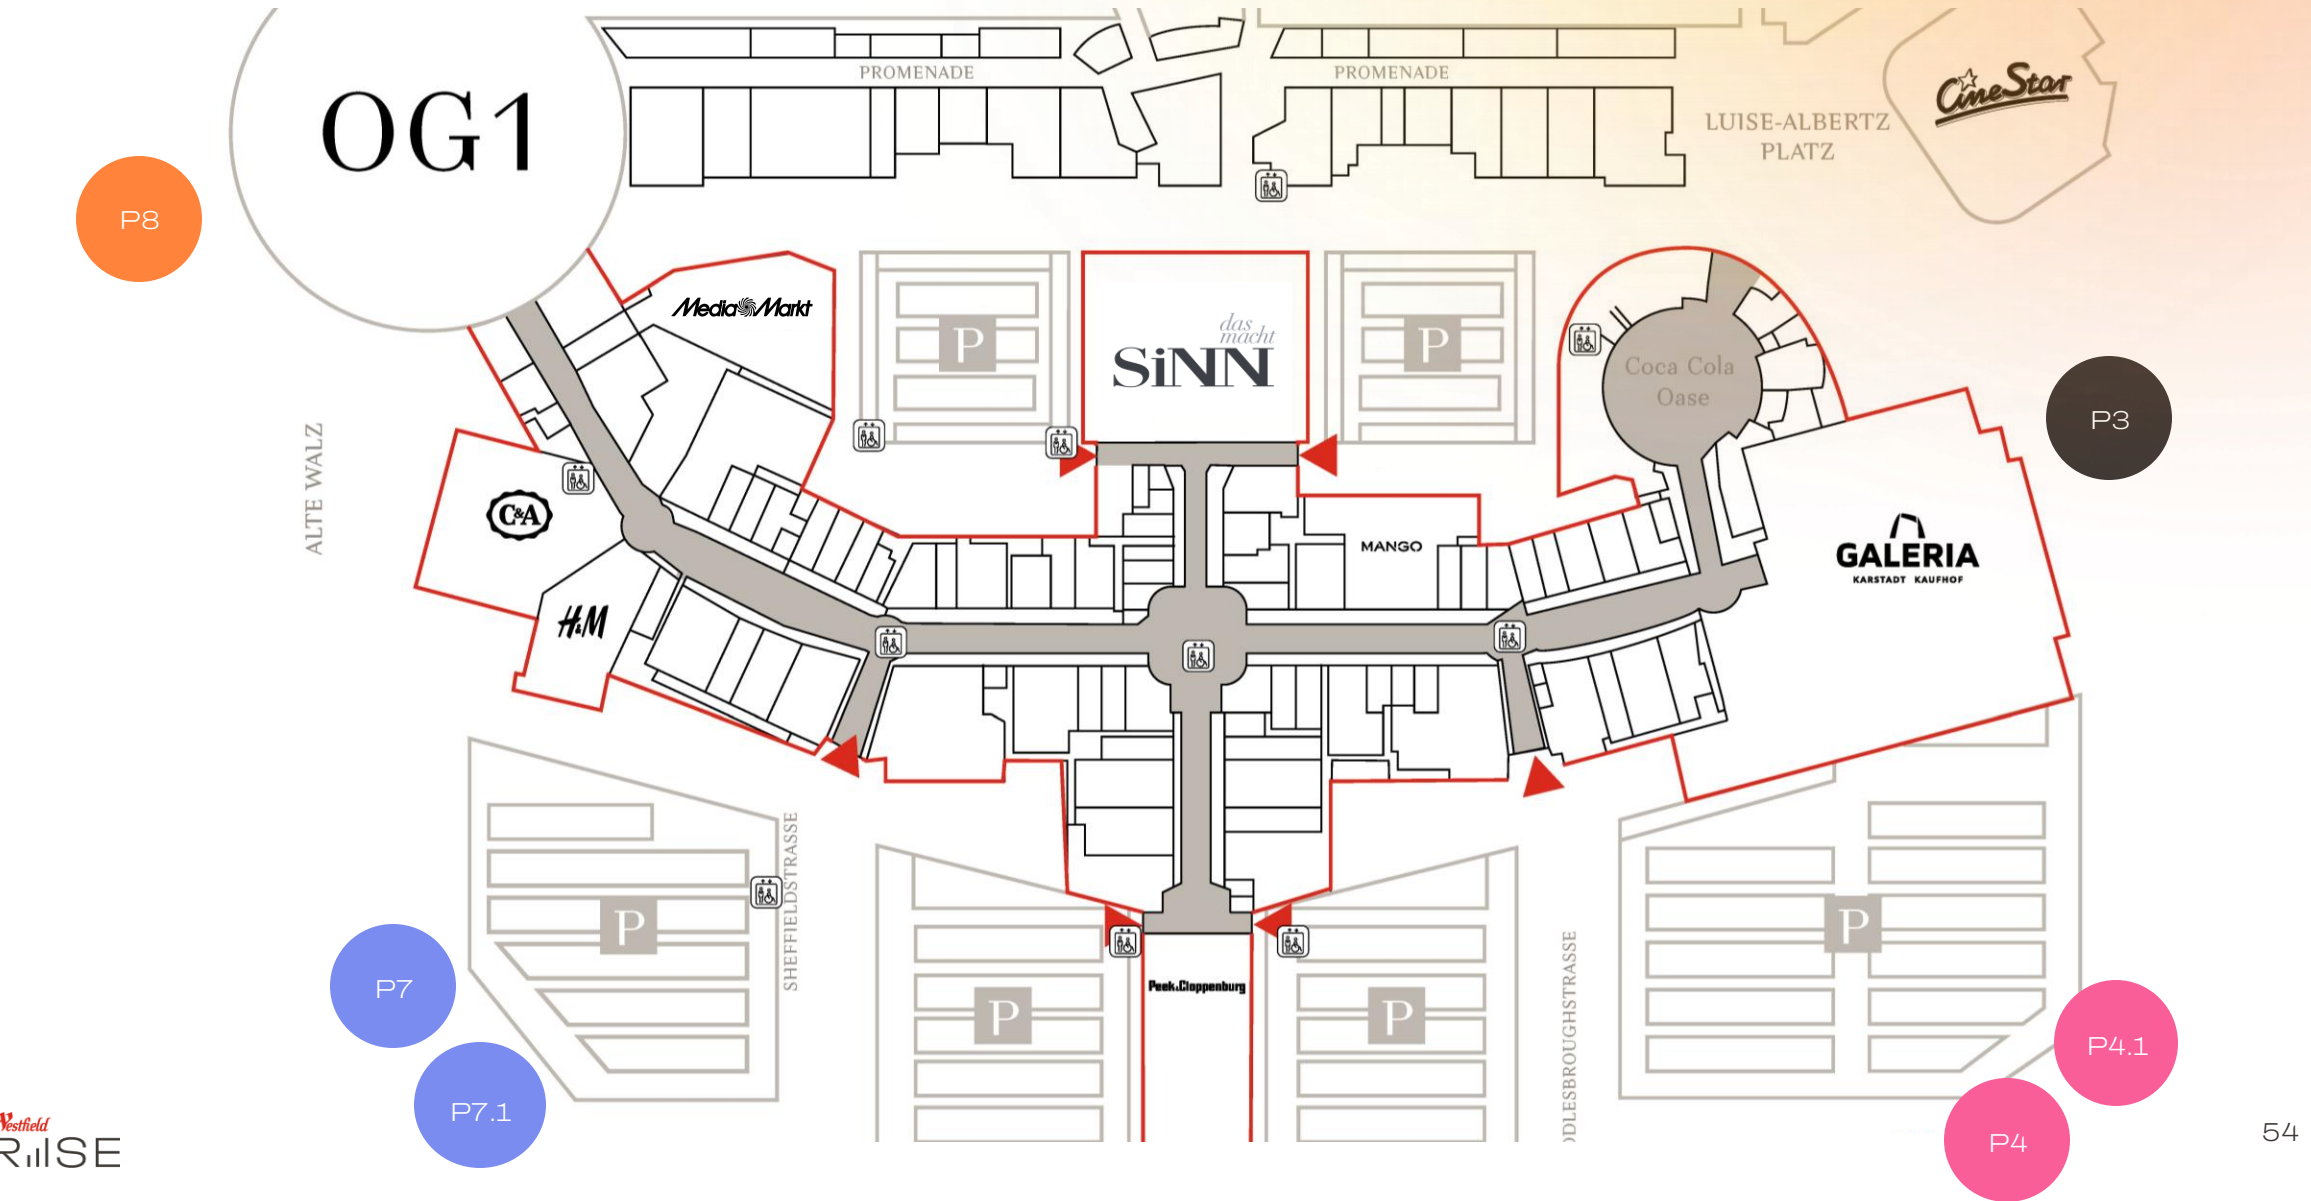 OG1
PROMENADE
PROMENADE
LUISE-ALBERTZ
PLATZ
CineStar
P8
MediaMarkt
P
das
macht
SiNN
P
Coca Cola
Oase
P3
ALTE WALZ
C&A
MANGO
GALERIA
KARSTADT KAUFHOF
H&M
SHEFFIELDSTRASSE
P
P
P
P
Peek&Cloppenburg
DDLESBROUGHSTRASSE
P7
P7.1
P4.1
P4
Westfield
RISE
54